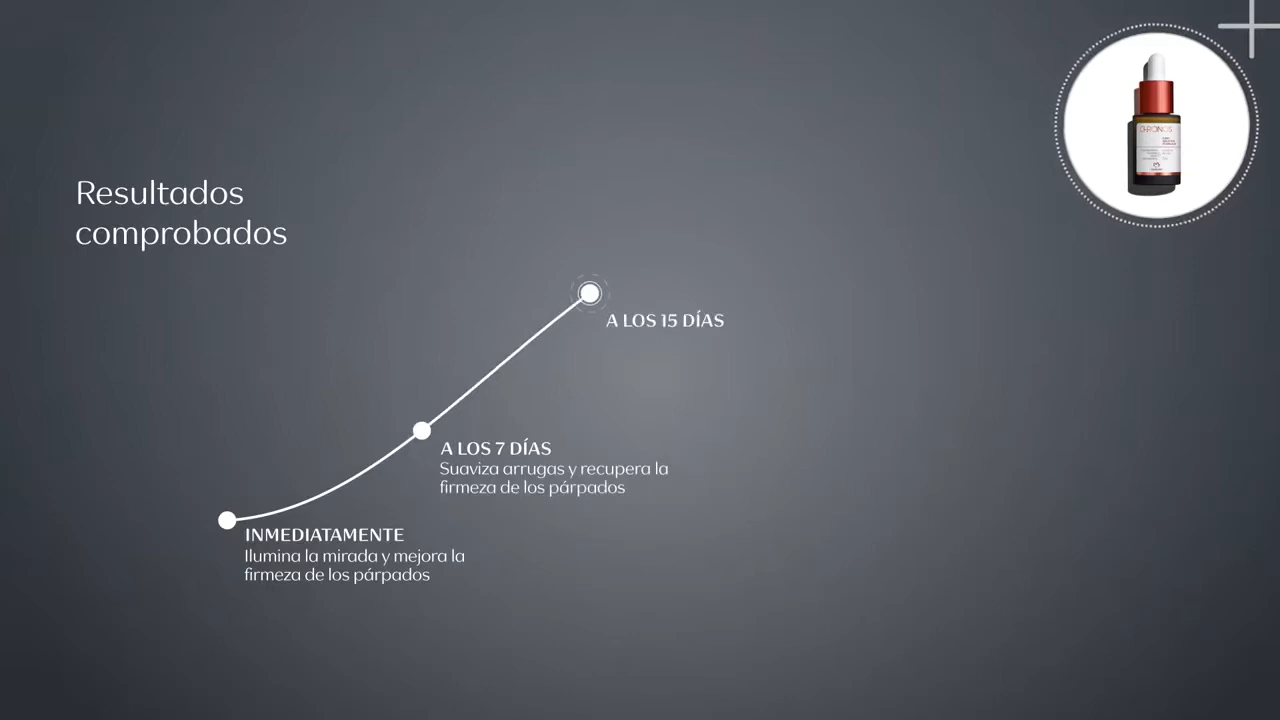 CHRONOS
Resultados
comprobados
A LOS 15 DÍAS
A LOS 7 DÍAS
Suaviza arrugas y recupera la
firmeza de los párpados
INMEDIATAMENTE
Ilumina la mirada y mejora la
firmeza de los párpados